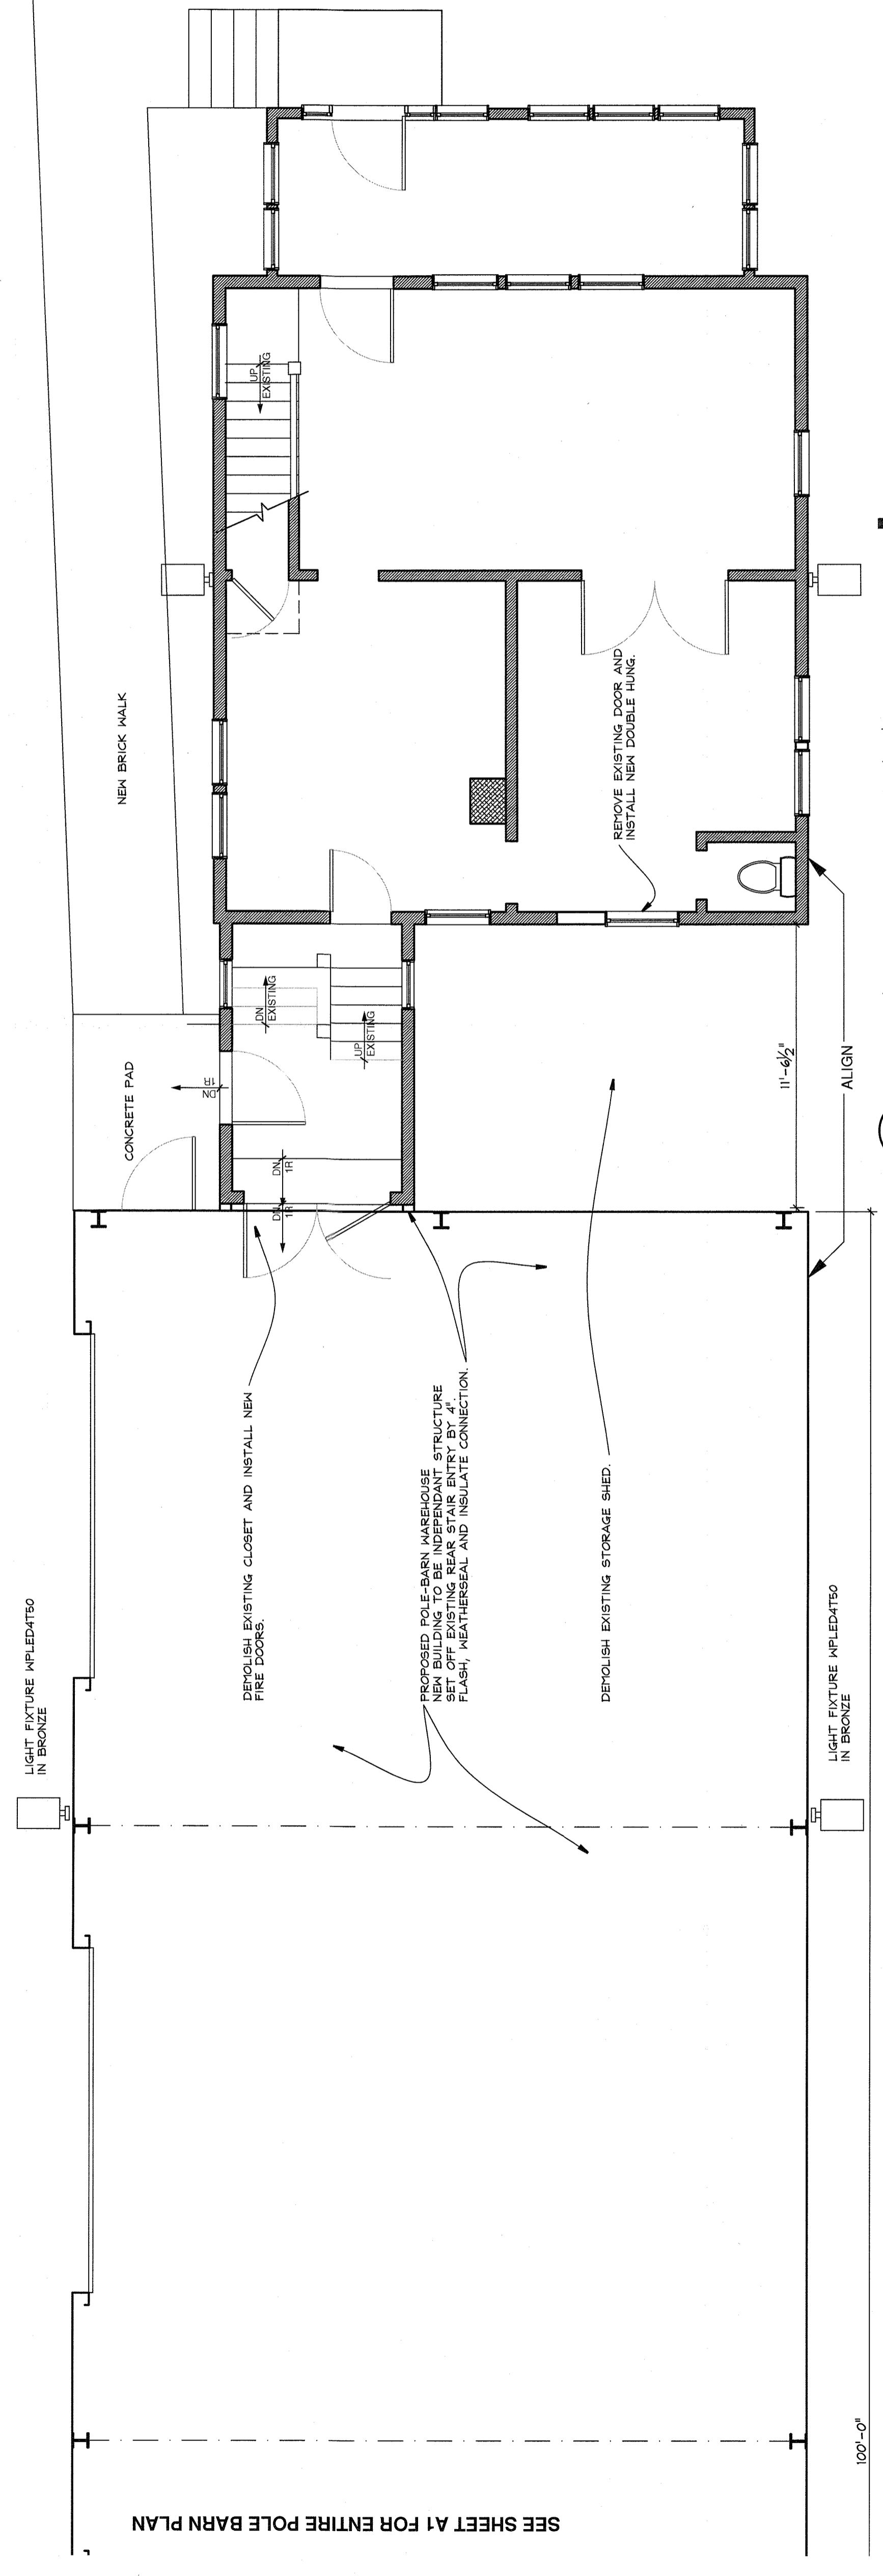 UP
EXISTING
NEW BRICK WALK
REMOVE EXISTING DOOR AND
INSTALL NEW DOUBLE HUNG.
DN
EXISTING
UP
EXISTING
CONCRETE PAD
DN
1R
DN
1R
DN
1R
11'-6½"
ALIGN
DEMOLISH EXISTING CLOSET AND INSTALL NEW
FIRE DOORS.
PROPOSED POLE-BARN WAREHOUSE
NEW BUILDING TO BE INDEPENDANT STRUCTURE
SET OFF EXISTING REAR STAIR ENTRY BY 4".
FLASH, WEATHERSEAL AND INSULATE CONNECTION.
DEMOLISH EXISTING STORAGE SHED.
LIGHT FIXTURE WPLED4T50
IN BRONZE
LIGHT FIXTURE WPLED4T50
IN BRONZE
100'-0"
SEE SHEET A1 FOR ENTIRE POLE BARN PLAN